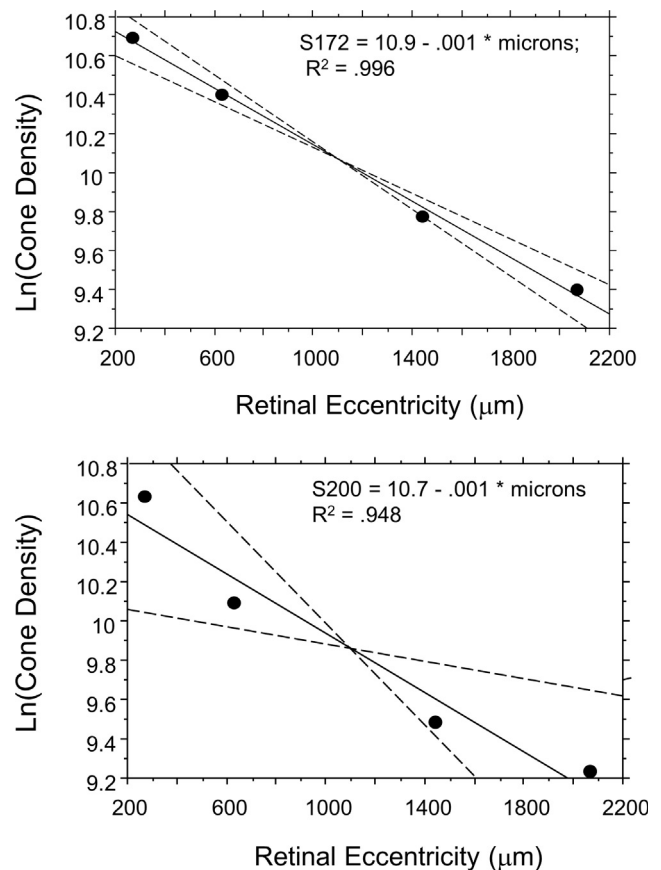 10.8
10.6
10.4
10.2
10
9.8
9.6
9.4
9.2
Ln(Cone Density)
S172 = 10.9 - .001 * microns;
R² = .996
200 600 1000 1400 1800 2200
Retinal Eccentricity (μm)
10.8
10.6
10.4
10.2
10
9.8
9.6
9.4
9.2
Ln(Cone Density)
S200 = 10.7 - .001 * microns
R² = .948
200 600 1000 1400 1800 2200
Retinal Eccentricity (μm)